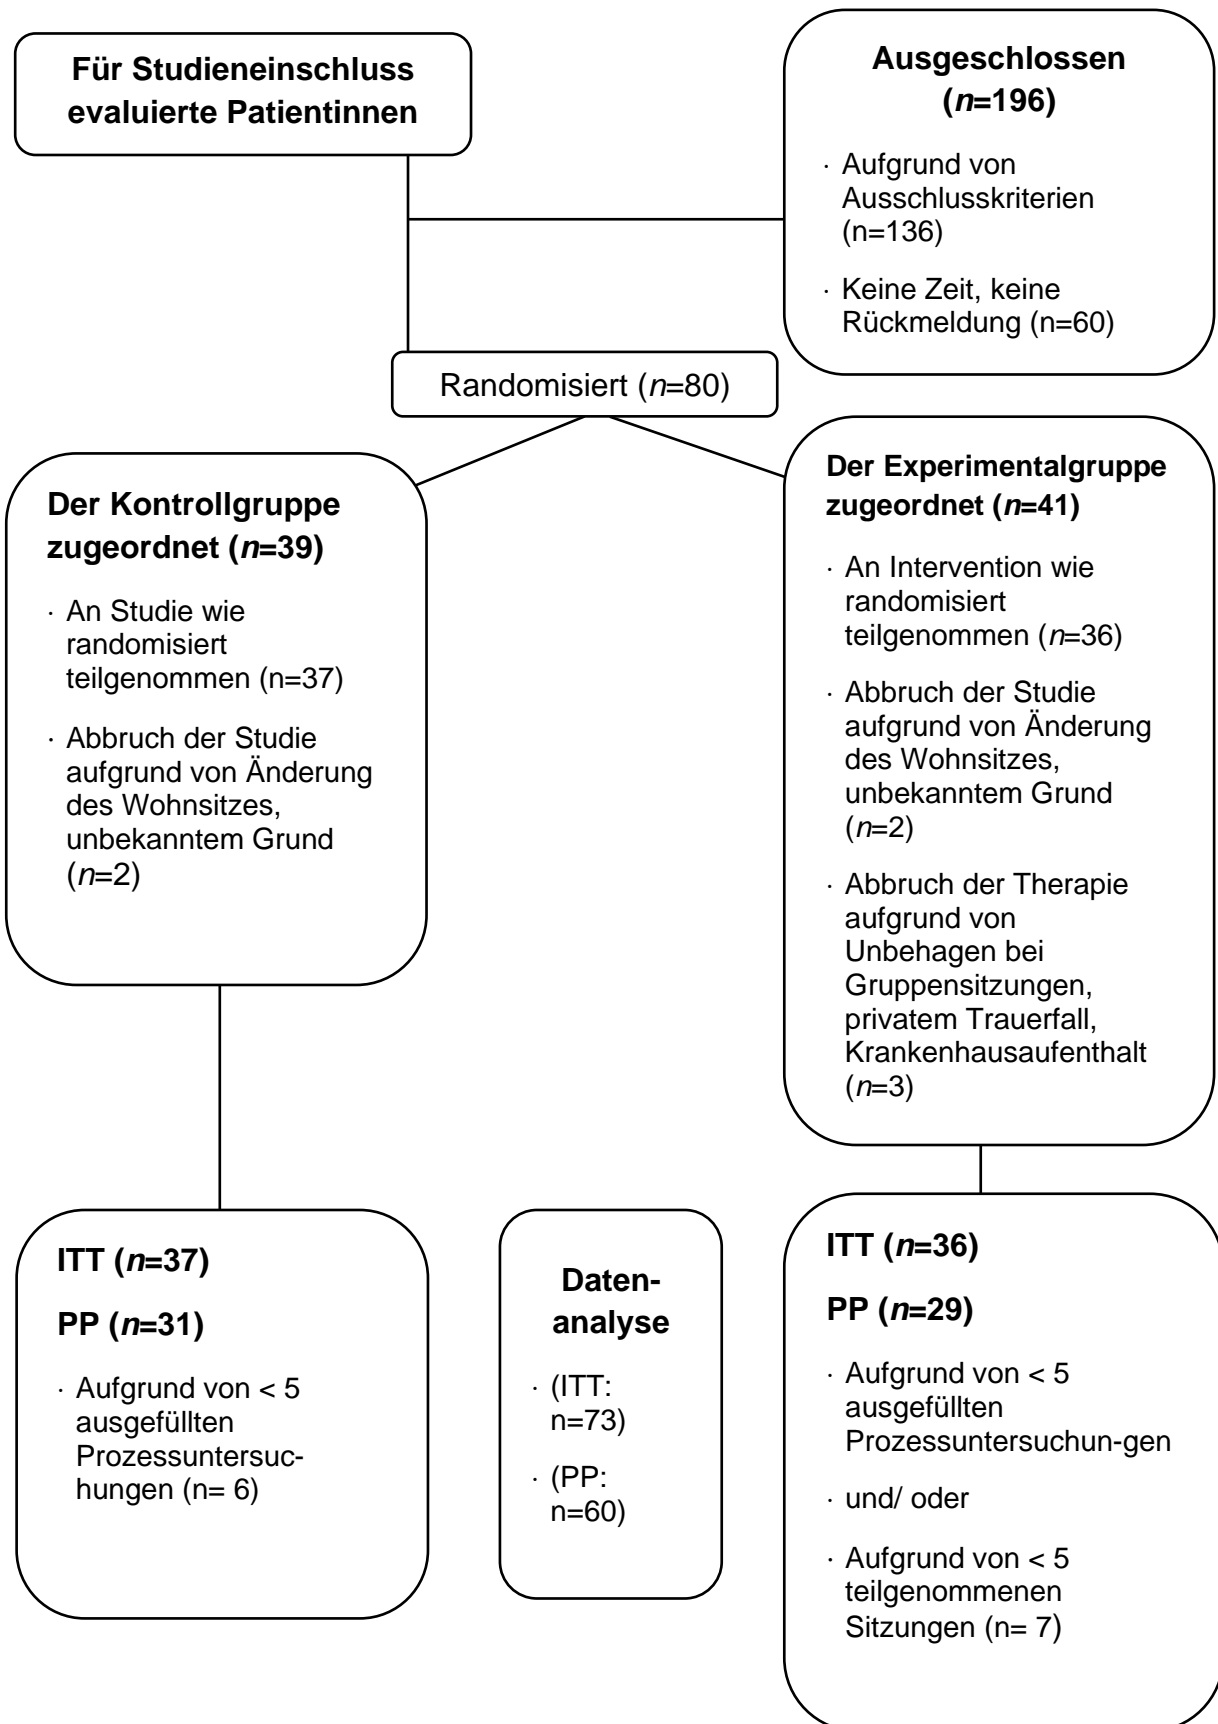 Für Studieneinschluss
evaluierte Patientinnen
Ausgeschlossen
(n=196)
· Aufgrund von
Ausschlusskriterien
(n=136)
· Keine Zeit, keine
Rückmeldung (n=60)
Randomisiert (n=80)
Der Kontrollgruppe
zugeordnet (n=39)
· An Studie wie
randomisiert
teilgenommen (n=37)
· Abbruch der Studie
aufgrund von Änderung
des Wohnsitzes,
unbekanntem Grund
(n=2)
Der Experimentalgruppe
zugeordnet (n=41)
· An Intervention wie
randomisiert
teilgenommen (n=36)
· Abbruch der Studie
aufgrund von Änderung
des Wohnsitzes,
unbekanntem Grund
(n=2)
· Abbruch der Therapie
aufgrund von
Unbehagen bei
Gruppensitzungen,
privatem Trauerfall,
Krankenhausaufenthalt
(n=3)
ITT (n=37)
PP (n=31)
· Aufgrund von < 5
ausgefüllten
Prozessuntersuc-
hungen (n= 6)
Daten-
analyse
· (ITT:
n=73)
· (PP:
n=60)
ITT (n=36)
PP (n=29)
· Aufgrund von < 5
ausgefüllten
Prozessuntersuchun-gen
· und/ oder
· Aufgrund von < 5
teilgenommenen
Sitzungen (n= 7)